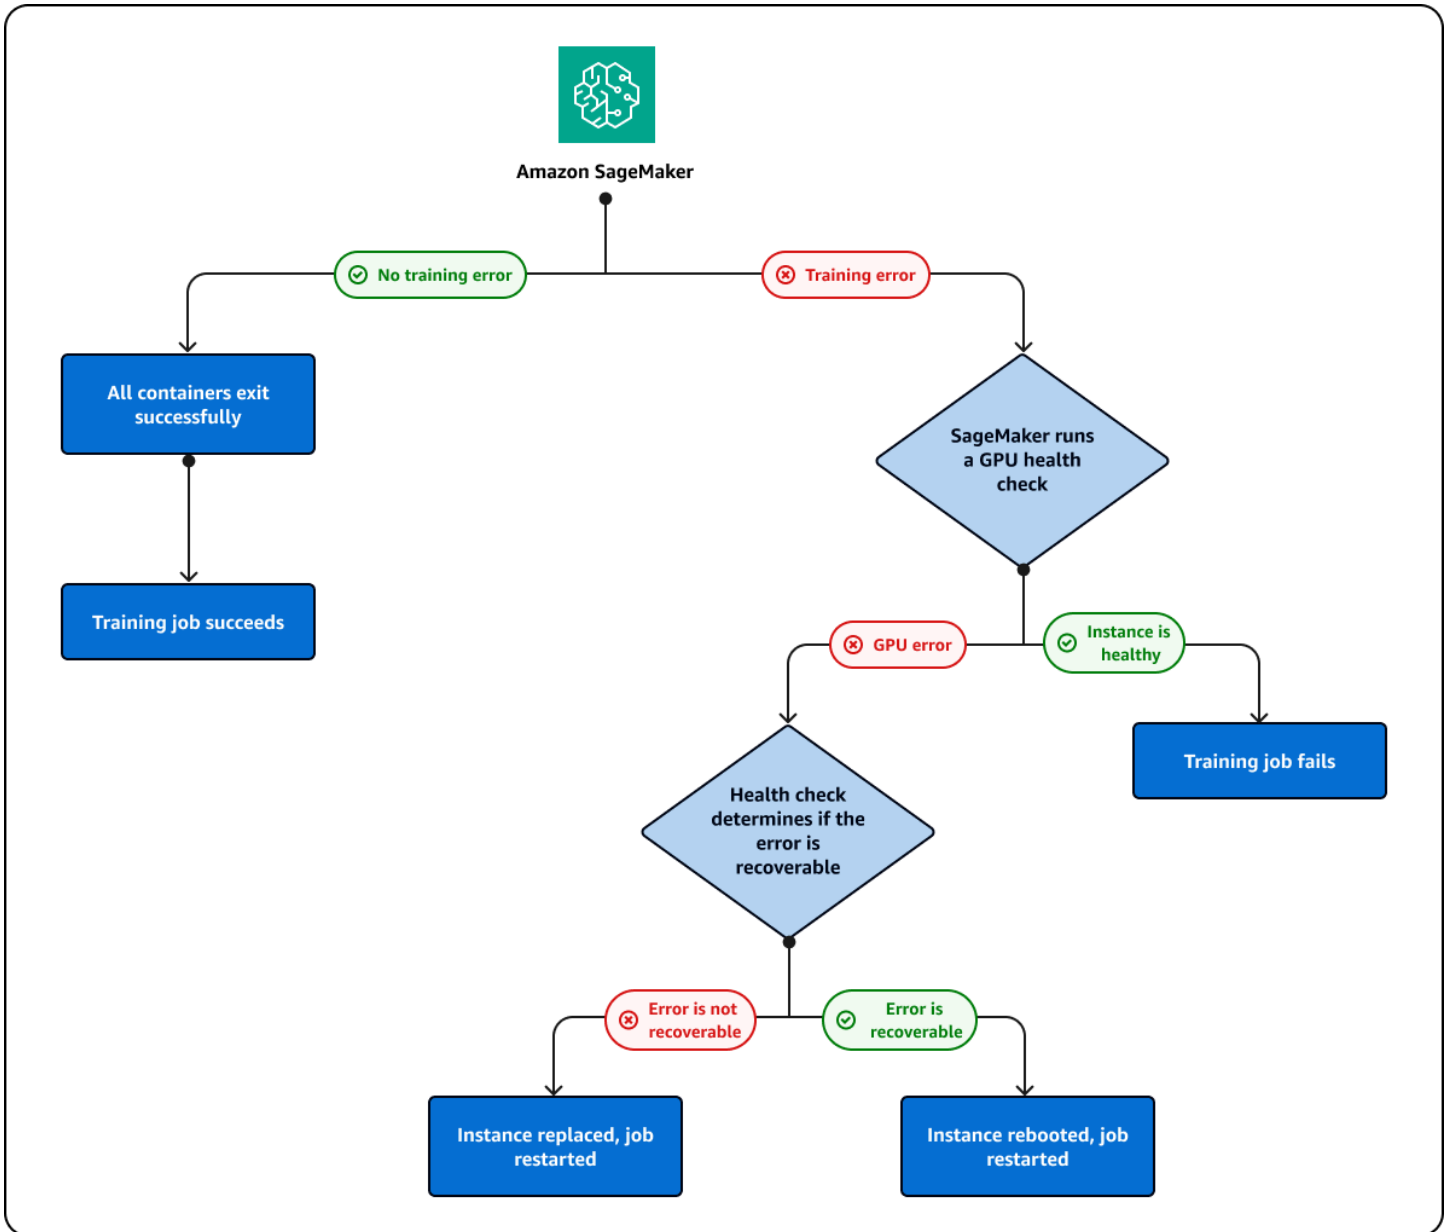 Amazon SageMaker
No training error
Training error
All containers exit
successfully
SageMaker runs
a GPU health
check
Training job succeeds
GPU error
Instance is
healthy
Training job fails
Health check
determines if the
error is
recoverable
Error is not
recoverable
Error is
recoverable
Instance replaced, job
restarted
Instance rebooted, job
restarted